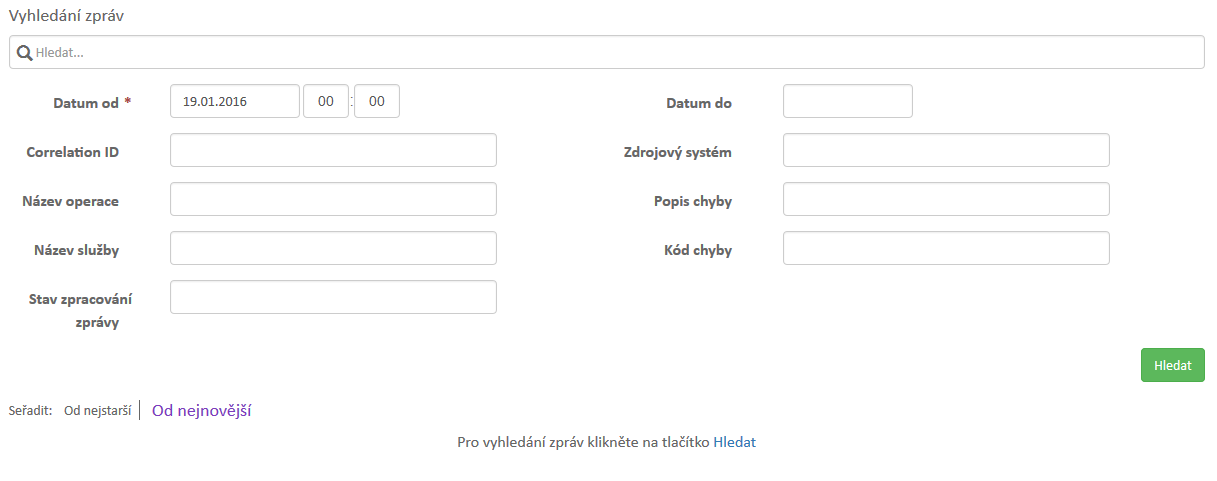 Vyhledání zpráv
Hledat...
Datum od * 19.01.2016 00 : 00 Datum do
Correlation ID Zdrojový systém
Název operace Popis chyby
Název služby Kód chyby
Stav zpracování
zprávy
Hledat
Seřadit: Od nejstarší Od nejnovější
Pro vyhledání zpráv klikněte na tlačítko Hledat